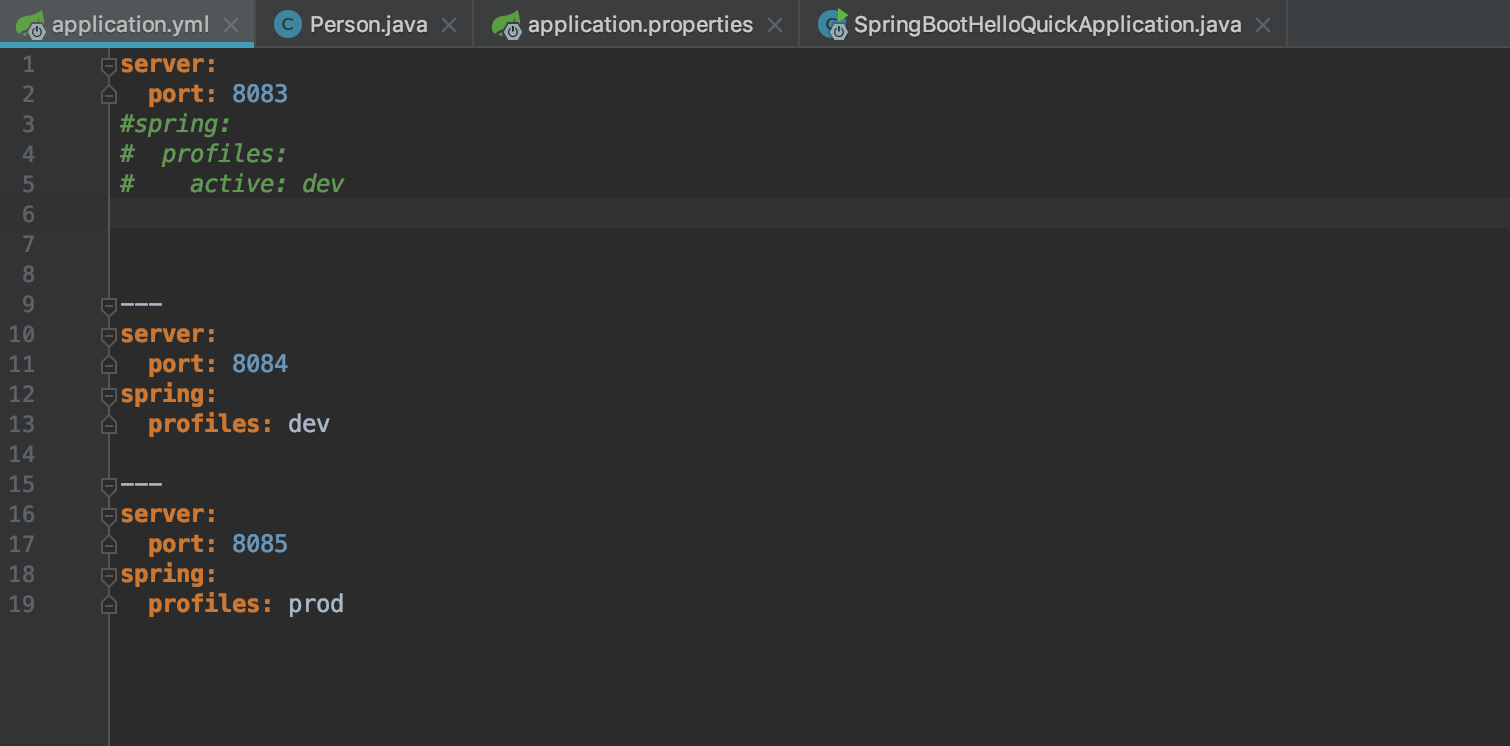 application.yml Person.java application.properties SpringBootHelloQuickApplication.java
1 server:
2   port: 8083
3 #spring:
4 #  profiles:
5 #    active: dev
6
7
8
9 ---
10 server:
11   port: 8084
12 spring:
13   profiles: dev
14
15 ---
16 server:
17   port: 8085
18 spring:
19   profiles: prod